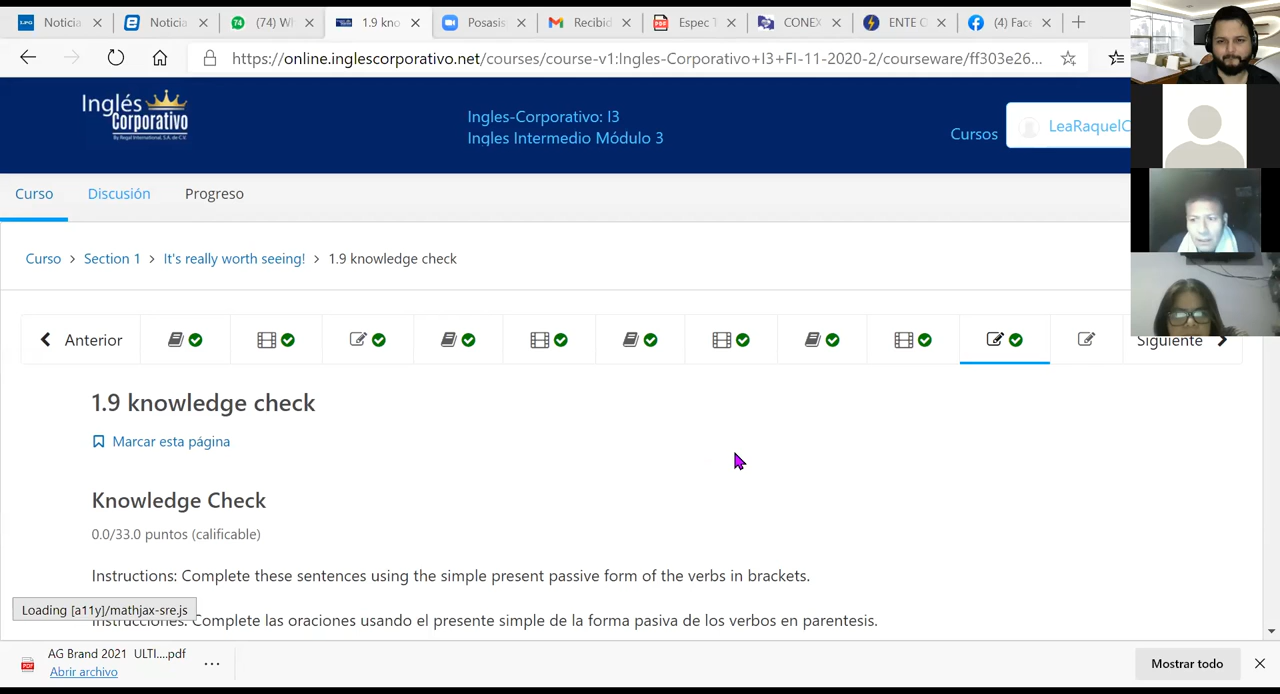 Noticia
Noticia
(74) W
1.9 kno
Posasis
Recibid
Espec T
CONEX
ENTE
(4) Fac
https://online.inglescorporativo.net/courses/course-v1:Ingles-Corporativo+I3+FI-11-2020-2/courseware/ff303e26...
Inglés
Corporativo
By Regal International, S.A. de C.V.
Ingles-Corporativo: I3
Ingles Intermedio Módulo 3
Cursos
LeaRaquelC
Curso
Discusión
Progreso
Curso > Section 1 > It's really worth seeing! > 1.9 knowledge check
Anterior
Siguiente
1.9 knowledge check
Marcar esta página
Knowledge Check
0.0/33.0 puntos (calificable)
Instructions: Complete these sentences using the simple present passive form of the verbs in brackets.
Loading [a11y]/mathjax-sre.js
Instrucciones: Complete las oraciones usando el presente simple de la forma pasiva de los verbos en parentesis.
AG Brand 2021 ULTI....pdf
Abrir archivo
Mostrar todo